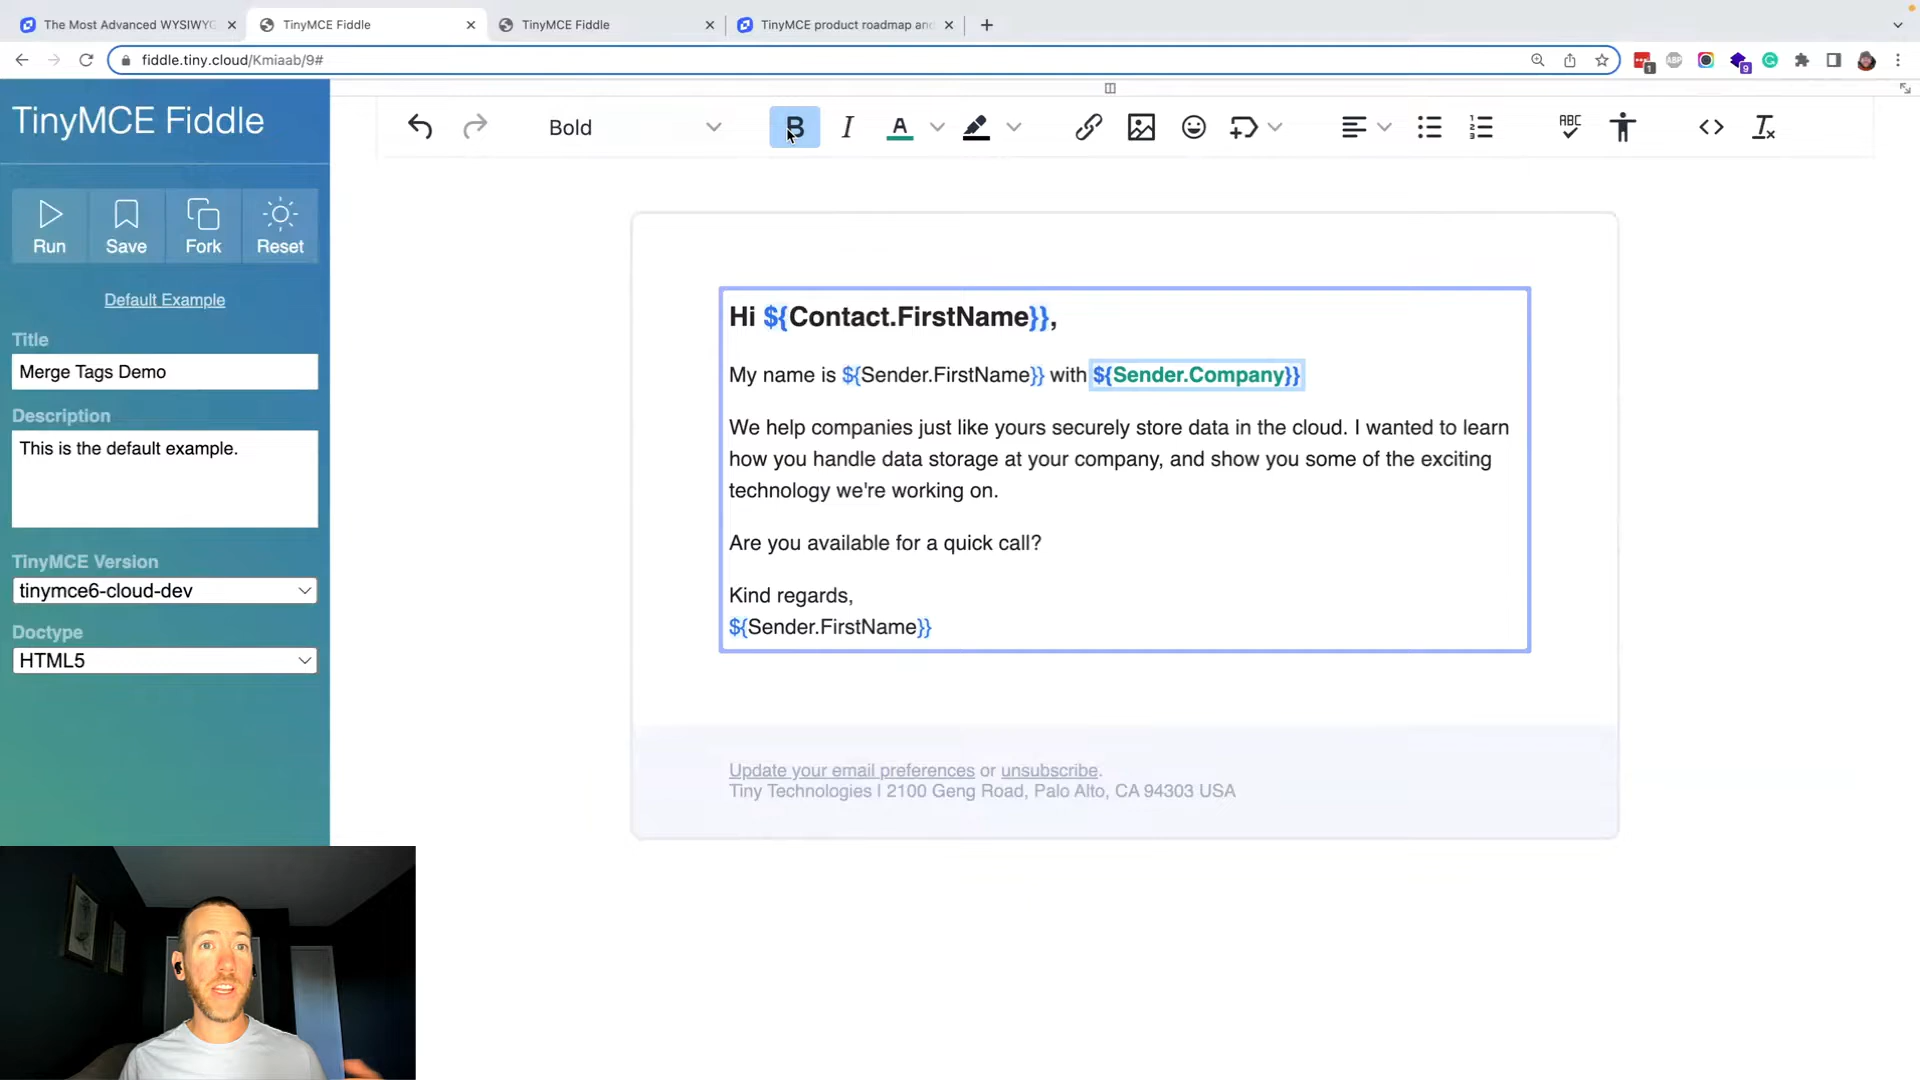 The Most Advanced WYSIWYG
TinyMCE Fiddle
TinyMCE Fiddle
TinyMCE product roadmap and
fiddle.tiny.cloud/Kmiaab/9#
1
ABP
9
TinyMCE Fiddle
Bold
B
I
A
ABC
Run
Save
Fork
Reset
Default Example
Title
Merge Tags Demo
Description
This is the default example.
TinyMCE Version
tinymce6-cloud-dev
Doctype
HTML5
Hi ${Contact.FirstName}},
My name is ${Sender.FirstName}} with ${Sender.Company}}
We help companies just like yours securely store data in the cloud. I wanted to learn
how you handle data storage at your company, and show you some of the exciting
technology we're working on.
Are you available for a quick call?
Kind regards,
${Sender.FirstName}}
Update your email preferences or unsubscribe.
Tiny Technologies | 2100 Geng Road, Palo Alto, CA 94303 USA